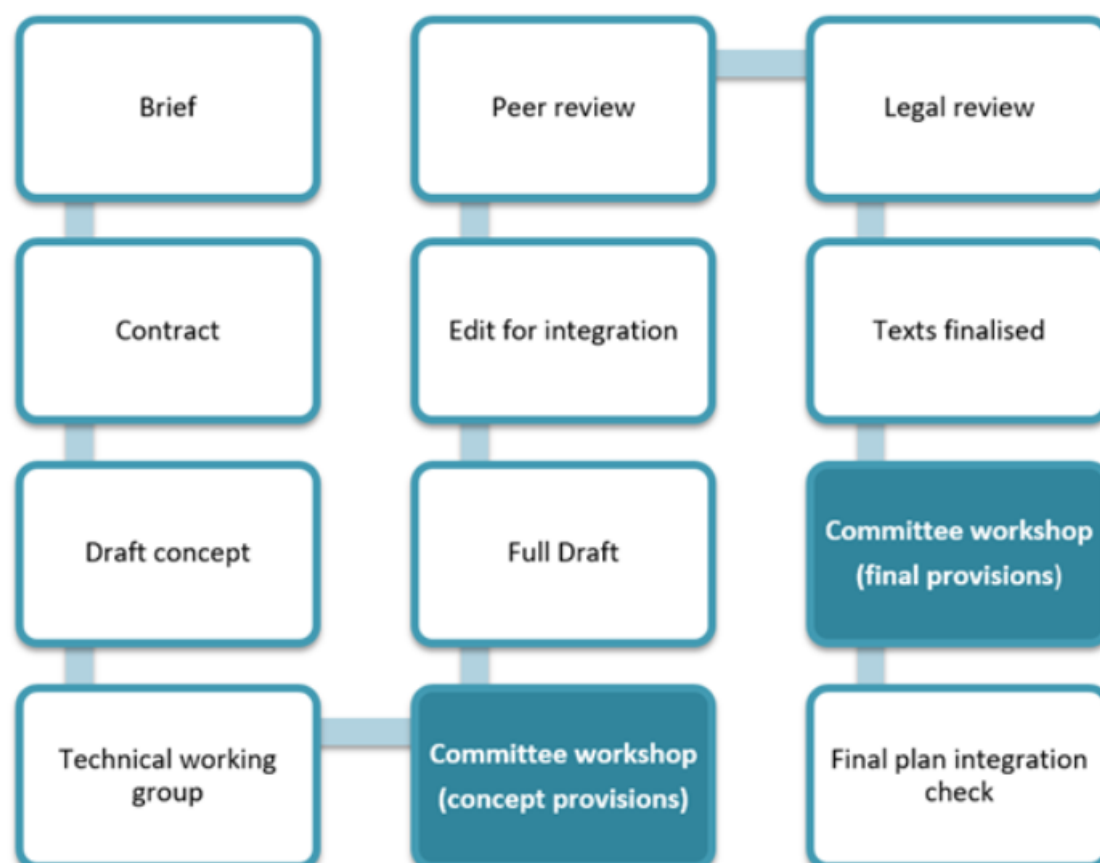 Brief
Contract
Draft concept
Technical working
group
Committee workshop
(concept provisions)
Full Draft
Edit for integration
Peer review
Legal review
Texts finalised
Committee workshop
(final provisions)
Final plan integration
check